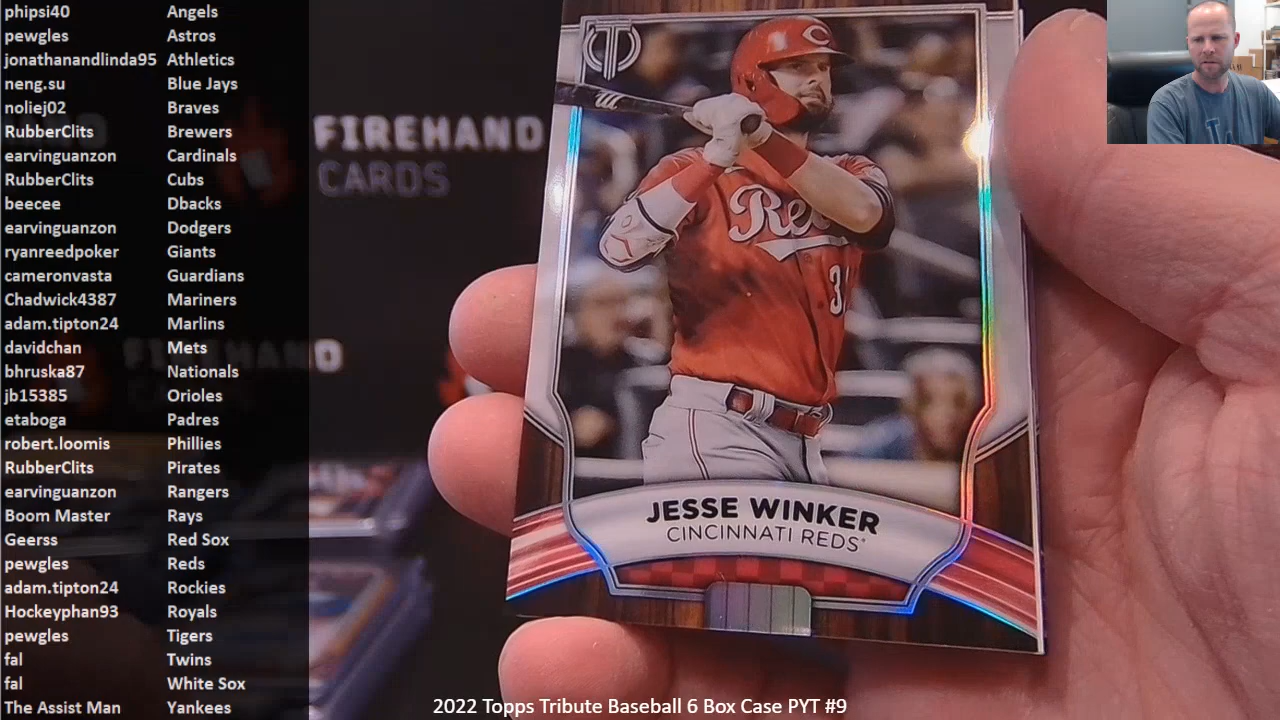 phipsi40 Angels
pewgles Astros
jonathanandlinda95 Athletics
neng.su Blue Jays
noliej02 Braves
RubberClits Brewers
earvinguanzon Cardinals
RubberClits Cubs
beecee Dbacks
earvinguanzon Dodgers
ryanreedpoker Giants
cameronvasta Guardians
Chadwick4387 Mariners
adam.tipton24 Marlins
davidchan Mets
bhruska87 Nationals
jb15385 Orioles
etaboga Padres
robert.loomis Phillies
RubberClits Pirates
earvinguanzon Rangers
Boom Master Rays
Geerss Red Sox
pewgles Reds
adam.tipton24 Rockies
Hockeyphan93 Royals
pewgles Tigers
fal Twins
fal White Sox
The Assist Man Yankees
FIREHAND
CARDS
Reds
JESSE WINKER
CINCINNATI REDS
2022 Topps Tribute Baseball 6 Box Case PYT #9